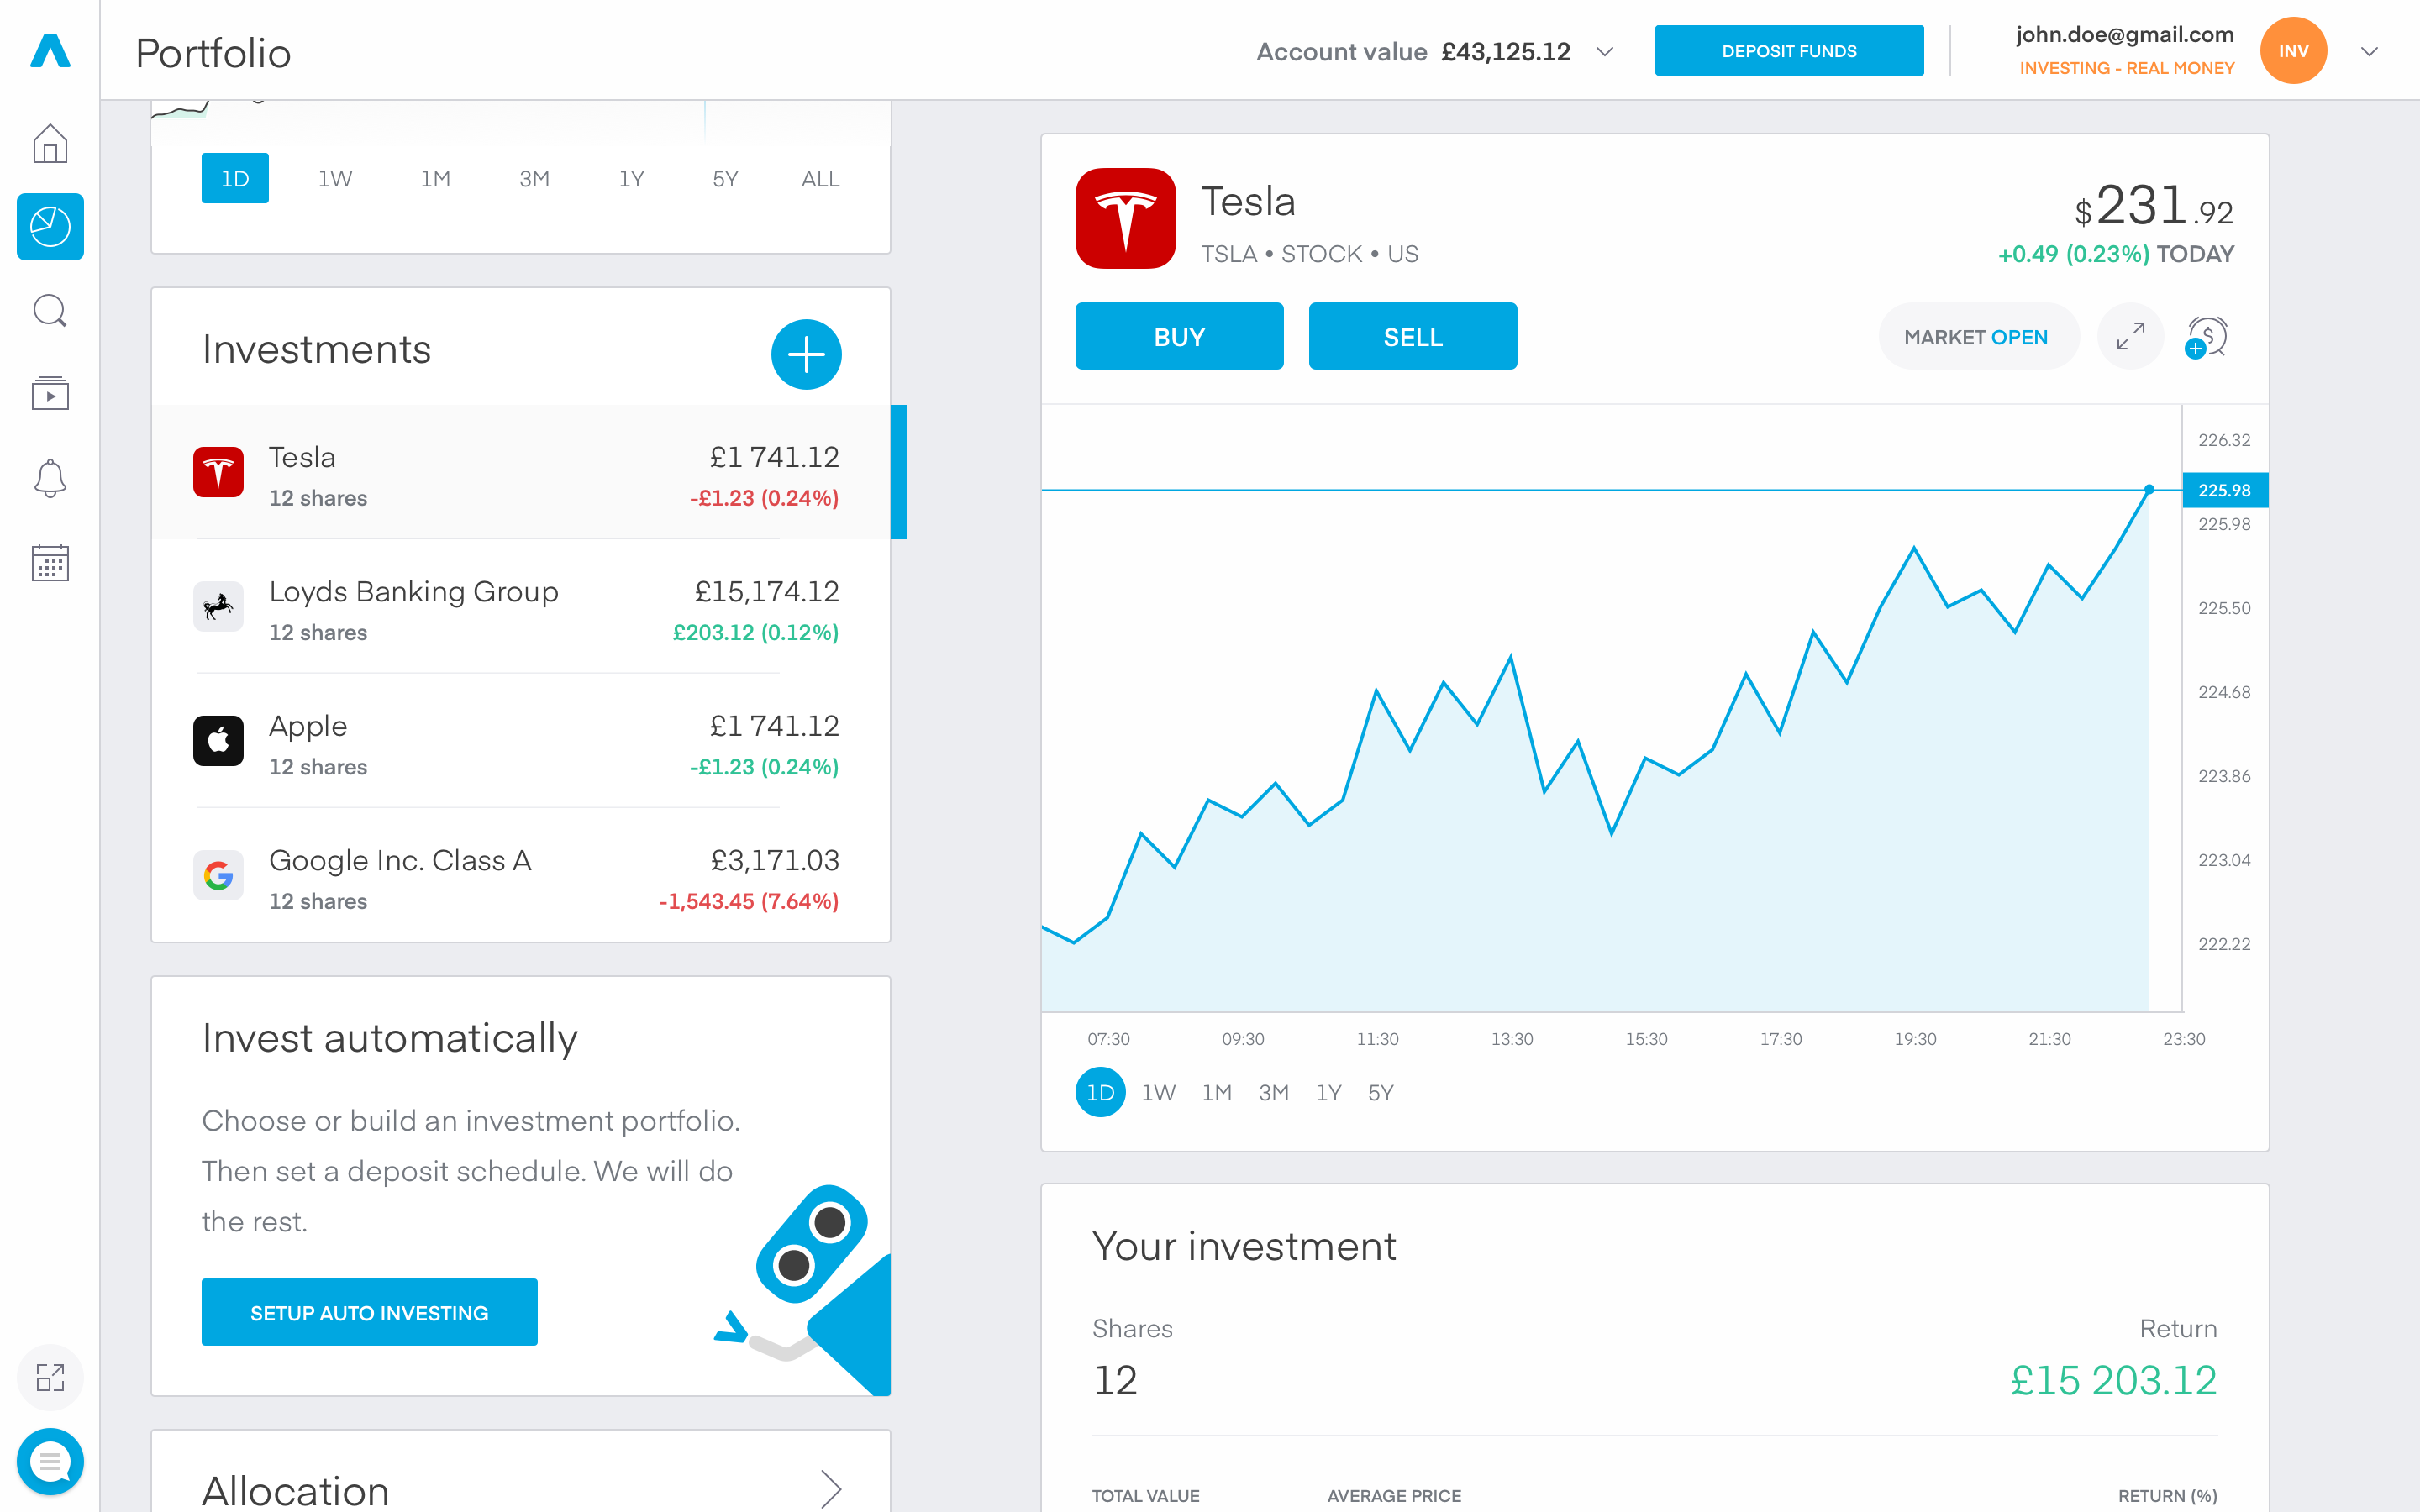 Portfolio
Account value £43,125.12
DEPOSIT FUNDS
john.doe@gmail.com
INVESTING - REAL MONEY
INV
1D 1W 1M 3M 1Y 5Y ALL
Investments
Tesla £1 741.12
12 shares -£1.23 (0.24%)
Loyds Banking Group £15,174.12
12 shares £203.12 (0.12%)
Apple £1 741.12
12 shares -£1.23 (0.24%)
Google Inc. Class A £3,171.03
12 shares -1,543.45 (7.64%)
Invest automatically
Choose or build an investment portfolio.
Then set a deposit schedule. We will do
the rest.
SETUP AUTO INVESTING
Allocation
Tesla
TSLA • STOCK • US
$231.92
+0.49 (0.23%) TODAY
BUY SELL
MARKET OPEN
226.32
225.98
225.98
225.50
224.68
223.86
223.04
222.22
07:30 09:30 11:30 13:30 15:30 17:30 19:30 21:30 23:30
1D 1W 1M 3M 1Y 5Y
Your investment
Shares Return
12 £15 203.12
TOTAL VALUE AVERAGE PRICE RETURN (%)